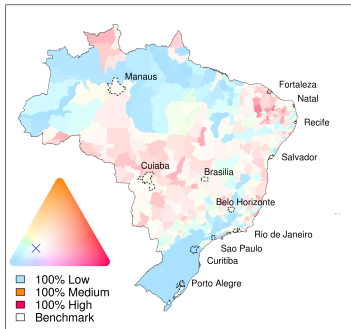 Manaus
Fortaleza
Natal
Recife
Salvador
Cuiaba
Brasilia
Belo Horizonte
Rio de Janeiro
Sao Paulo
Curitiba
Porto Alegre
100% Low
100% Medium
100% High
Benchmark